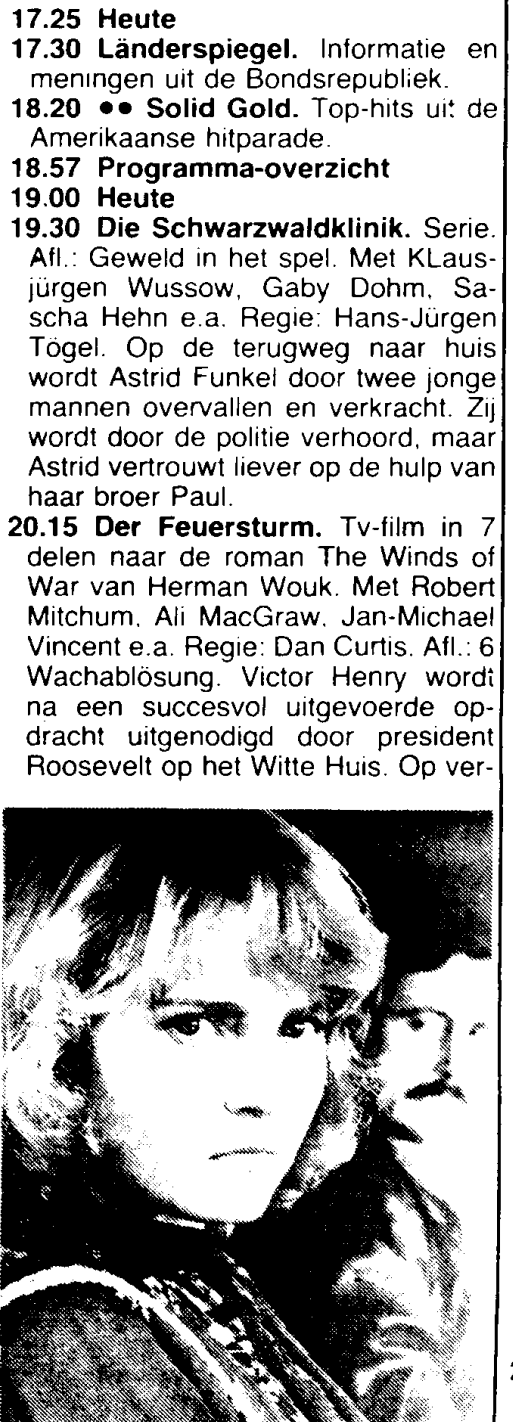 17.25 Heute
17.30 Länderspiegel. Informatie en
meningen uit de Bondsrepubliek.
18.20 •• Solid Gold. Top-hits uit de
Amerikaanse hitparade.
18.57 Programma-overzicht
19.00 Heute
19.30 Die Schwarzwaldklinik. Serie.
Afl.: Geweld in het spel. Met KLaus-
jürgen Wussow, Gaby Dohm, Sa-
scha Hehn e.a. Regie: Hans-Jürgen
Tögel. Op de terugweg naar huis
wordt Astrid Funkel door twee jonge
mannen overvallen en verkracht. Zij
wordt door de politie verhoord, maar
Astrid vertrouwt liever op de hulp van
haar broer Paul.
20.15 Der Feuersturm. Tv-film in 7
delen naar de roman The Winds of
War van Herman Wouk. Met Robert
Mitchum, Ali MacGraw, Jan-Michael
Vincent e.a. Regie: Dan Curtis. Afl.: 6
Wachablösung. Victor Henry wordt
na een succesvol uitgevoerde op-
dracht uitgenodigd door president
Roosevelt op het Witte Huis. Op ver-